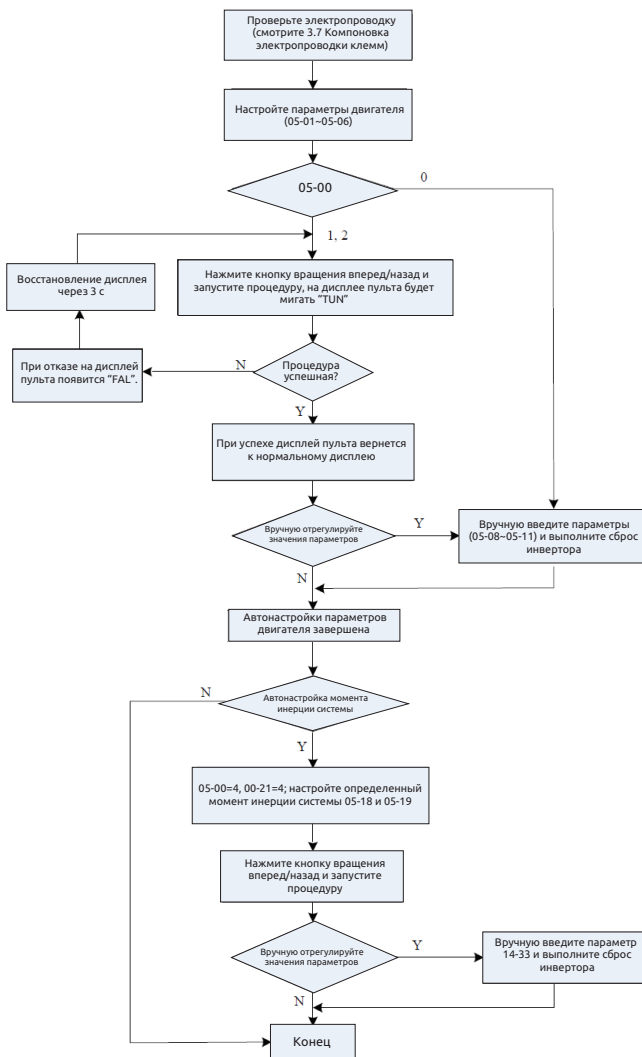 Проверьте электропроводку
(смотрите 3.7 Компоновка
электропроводки клемм)
Настройте параметры двигателя
(05-01~05-06)
05-00
0
1, 2
Нажмите кнопку вращения вперед/назад и
запустите процедуру, на дисплее пульта будет
мигать “TUN”
Восстановление дисплея
через 3 с
При отказе на дисплей
пульта появится “FAL”.
N
Процедура
успешная?
Y
При успехе дисплей пульта вернется
к нормальному дисплею
Вручную отрегулируйте
значения параметров
Y
Вручную введите параметры
(05-08~05-11) и выполните сброс
инвертора
N
Автонастройки параметров
двигателя завершена
N
Автонастройка момента
инерции системы
Y
05-00=4, 00-21=4; настройте определенный
момент инерции системы 05-18 и 05-19
Нажмите кнопку вращения
вперед/назад и запустите
процедуру
Вручную отрегулируйте
значения параметров
Y
Вручную введите параметр
14-33 и выполните сброс
инвертора
N
Конец